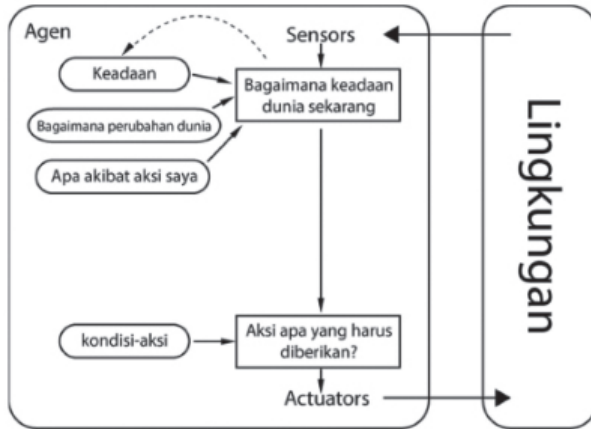 Agen
Sensors
Keadaan
Bagaimana keadaan
dunia sekarang
Bagaimana perubahan dunia
Apa akibat aksi saya
kondisi-aksi
Aksi apa yang harus
diberikan?
Actuators
Lingkungan